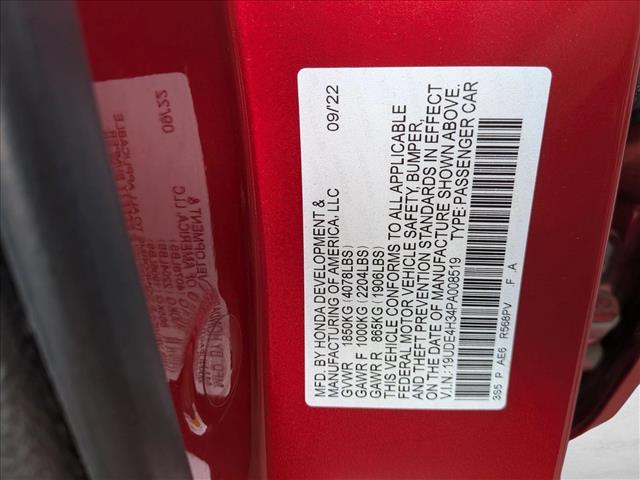 MFD. BY HONDA DEVELOPMENT &
MANUFACTURING OF AMERICA, LLC 09/22
GVWR 1850KG (4078LBS)
GAWR F 1000KG (2204LBS)
GAWR R 865KG (1906LBS)
THIS VEHICLE CONFORMS TO ALL APPLICABLE
FEDERAL MOTOR VEHICLE SAFETY, BUMPER,
AND THEFT PREVENTION STANDARDS IN EFFECT
ON THE DATE OF MANUFACTURE SHOWN ABOVE.
V.I.N.: 19UDE4H34PA008519 TYPE: PASSENGER CAR
3S5 P AE6 R568PV .F .A